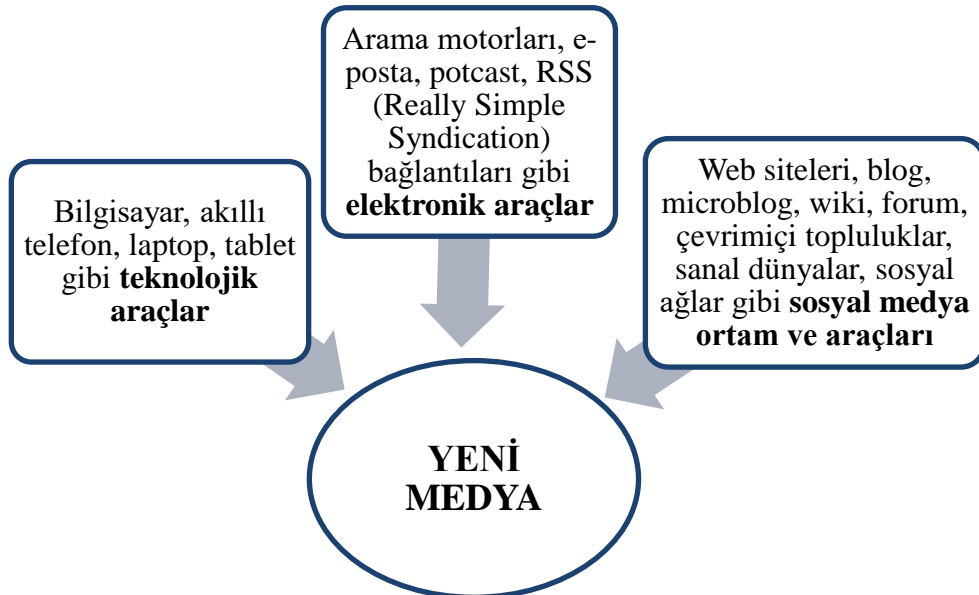 Bilgisayar, akıllı
telefon, laptop, tablet
gibi teknolojik
araçlar
Arama motorları, e-
posta, potcast, RSS
(Really Simple
Syndication)
bağlantıları gibi
elektronik araçlar
Web siteleri, blog,
microblog, wiki, forum,
çevrimiçi topluluklar,
sanal dünyalar, sosyal
ağlar gibi sosyal medya
ortam ve araçları
YENİ
MEDYA